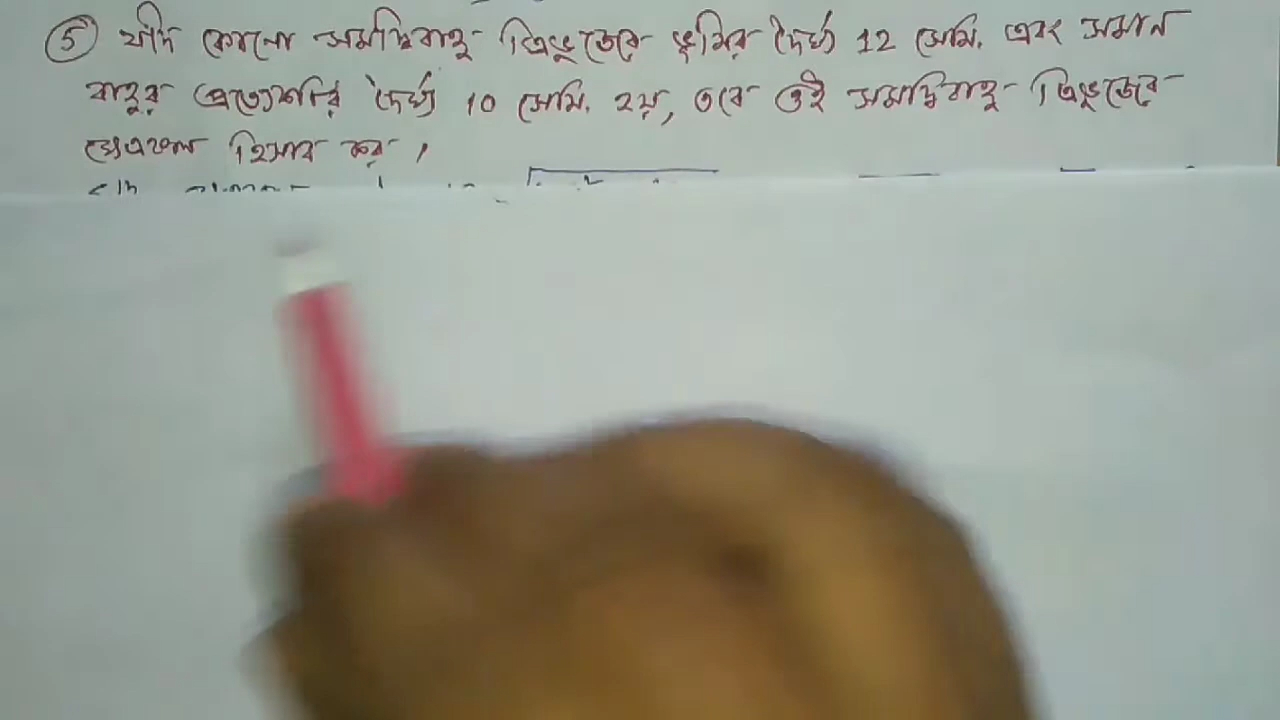 ⑤ যদি কোনো সমদ্বিবাহু ত্রিভুজের ভূমির দৈর্ঘ্য 12 সেমি. এবং সমান
বাহুর প্রত্যেকটির দৈর্ঘ্য 10 সেমি. হয়, তবে ওই সমদ্বিবাহু ত্রিভুজের
ক্ষেত্রফল হিসাব কর।